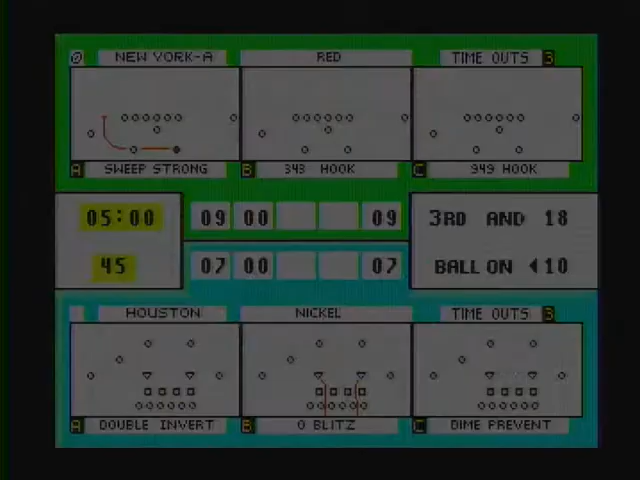 NEW YORK-A RED TIME OUTS 3
A SWEEP STRONG B 343 HOOK C 949 HOOK
05:00 09 00 09 3RD AND 18
45 07 00 07 BALL ON ◀10
HOUSTON NICKEL TIME OUTS 3
A DOUBLE INVERT B 0 BLITZ C DIME PREVENT